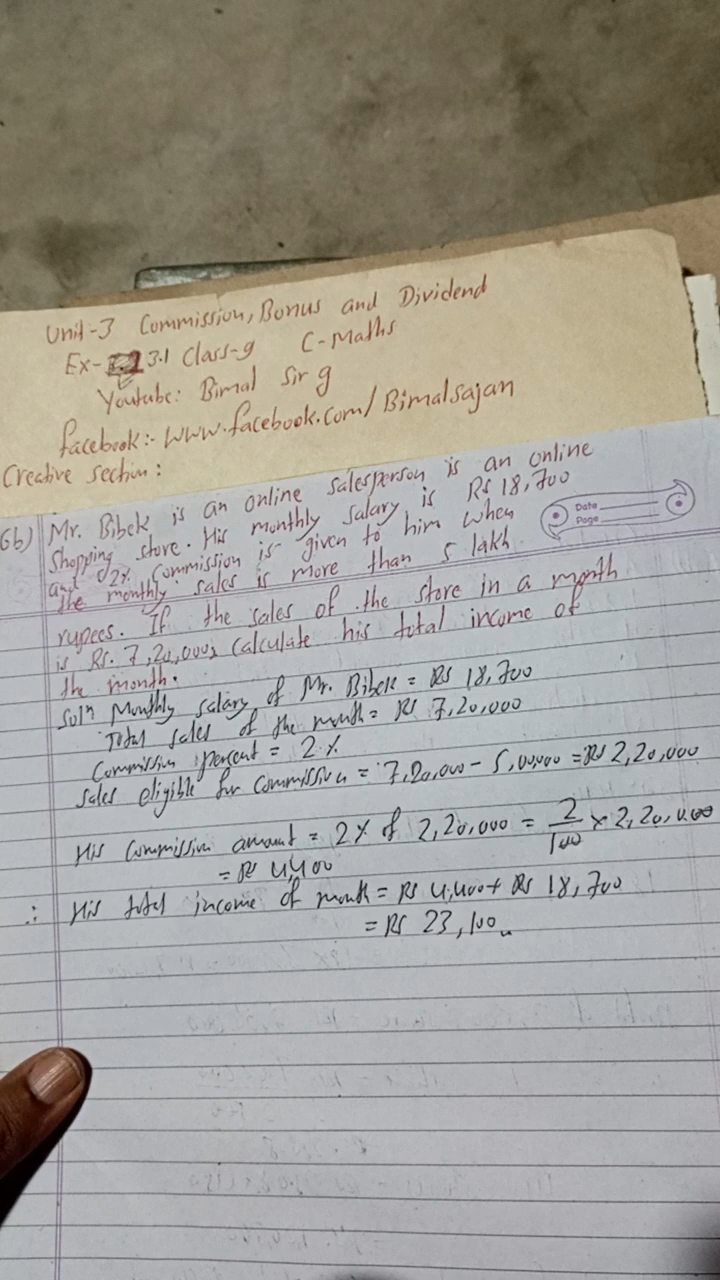 Unit-3 Commission, Bonus and Dividend
Ex- 3.1 Class-9 C-Maths
Youtube: Bimal Sir g
facebook:- www.facebook.com/Bimalsajan
Creative section:
6b) Mr. Bibek is an online salesperson is an online
shopping store. His monthly salary is Rs 18,700
and 2% commission is given to him when
the monthly sales is more than 5 lakh
Date
Page
rupees. If the sales of the store in a month
is Rs. 7,20,000, calculate his total income of
the month.
Soln Monthly salary of Mr. Bibek = Rs 18,700
Total sales of the month = Rs 7,20,000
Commission percent = 2%
Sales eligible for commission = 7,20,000 - 5,00,000 = Rs 2,20,000
His commission amount = 2% of 2,20,000 = 2/100 × 2,20,000
= Rs 4,400
∴ His total income of month = Rs 4,400 + Rs 18,700
= Rs 23,100